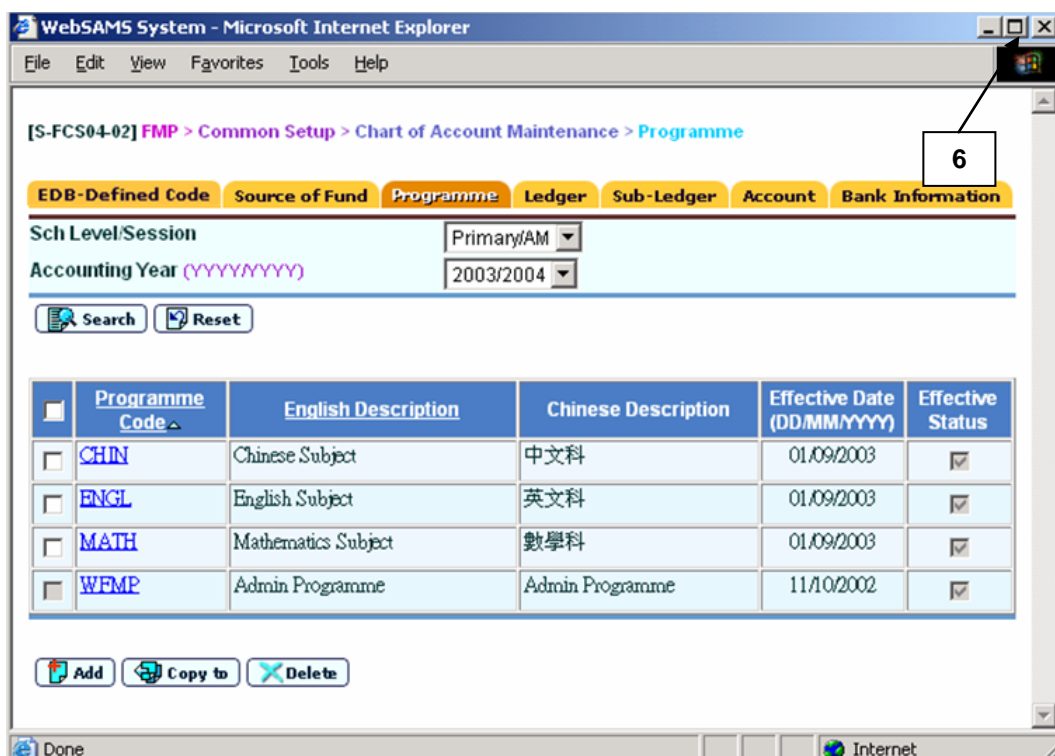 WebSAMS System - Microsoft Internet Explorer
File Edit View Favorites Tools Help
[S-FCS04-02] FMP > Common Setup > Chart of Account Maintenance > Programme
6
EDB-Defined Code Source of Fund Programme Ledger Sub-Ledger Account Bank Information
Sch Level/Session Primary/AM
Accounting Year (YYYY/YYYY) 2003/2004
Search Reset
Programme Code English Description Chinese Description Effective Date (DD/MM/YYYY) Effective Status
CHIN Chinese Subject 中文科 01/09/2003
ENGL English Subject 英文科 01/09/2003
MATH Mathematics Subject 數學科 01/09/2003
WFMP Admin Programme Admin Programme 11/10/2002
Add Copy to Delete
Done Internet